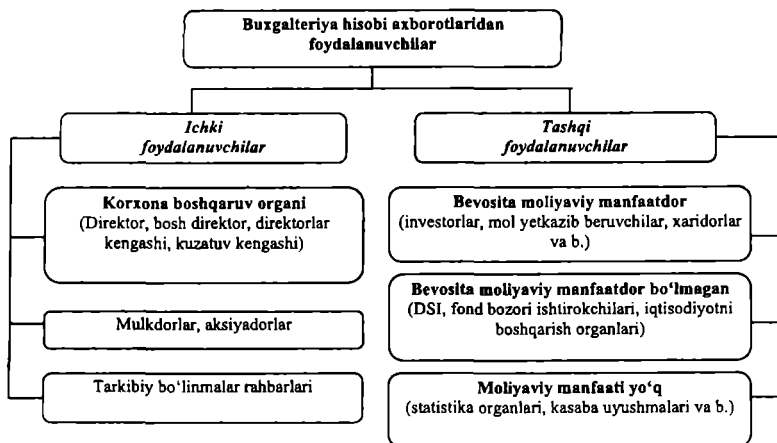 Buxgalteriya hisobi axborotlaridan
foydalanuvchilar
Ichki
foydalanuvchilar
Tashqi
foydalanuvchilar
Korxona boshqaruv organi
(Direktor, bosh direktor, direktorlar
kengashi, kuzatuv kengashi)
Mulkdorlar, aksiyadorlar
Tarkibiy bo‘linmalar rahbarlari
Bevosita moliyaviy manfaatdor
(investorlar, mol yetkazib beruvchilar, xaridorlar
va b.)
Bevosita moliyaviy manfaatdor bo‘lmagan
(DSI, fond bozori ishtirokchilari, iqtisodiyotni
boshqarish organlari)
Moliyaviy manfaati yo‘q
(statistika organlari, kasaba uyushmalari va b.)